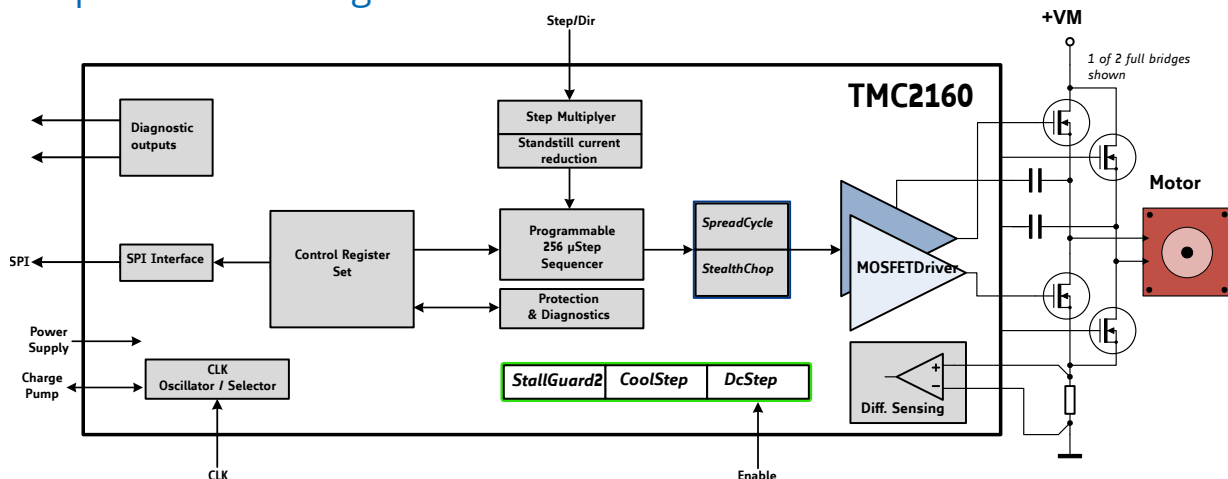 Step/Dir
+VM
1 of 2 full bridges
shown
TMC2160
Diagnostic
outputs
Step Multiplyer
Standstill current
reduction
Motor
Control Register
Set
Programmable
256 µStep
Sequencer
SpreadCycle
StealthChop
MOSFETDriver
SPI
SPI Interface
Protection
& Diagnostics
Power
Supply
Charge
Pump
CLK
Oscillator / Selector
StallGuard2
CoolStep
DcStep
+
−
Diff. Sensing
CLK
Enable